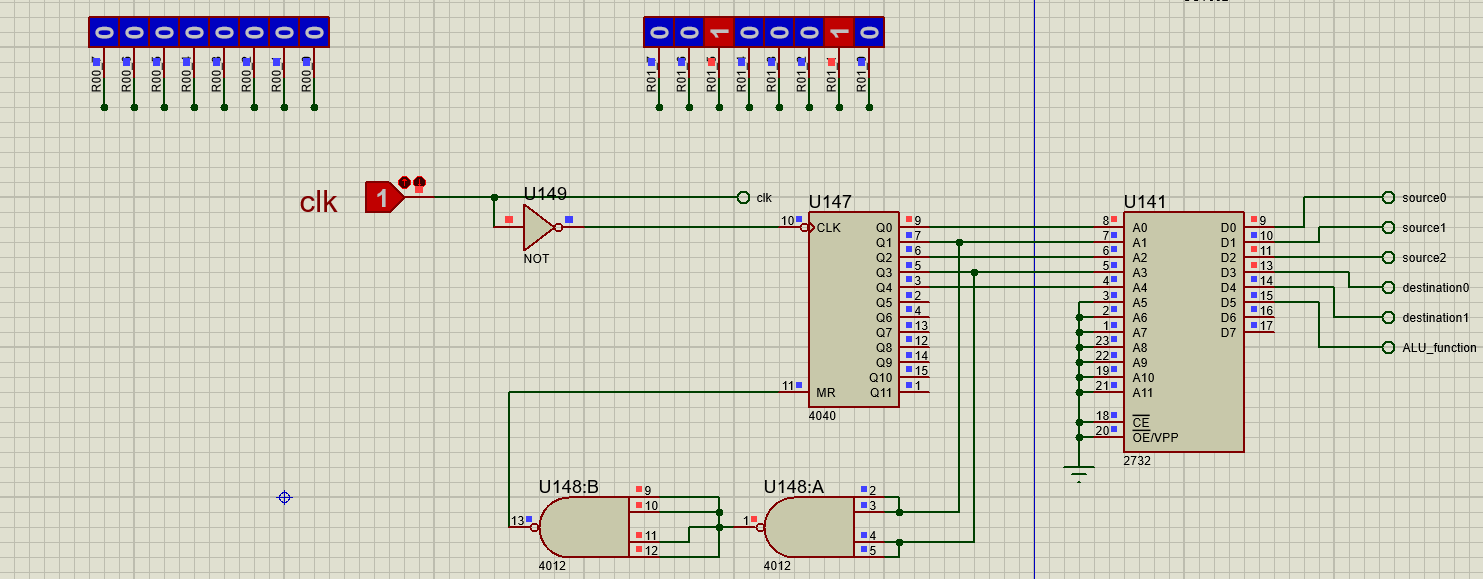 0 0 0 0 0 0 0 0
0 0 1 0 0 0 1 0
clk
1
U149
NOT
clk
U147
10 CLK
11 MR
Q0 9
Q1 7
Q2 6
Q3 5
Q4 3
Q5 2
Q6 4
Q7 13
Q8 12
Q9 14
Q10 15
Q11 1
4040
U141
8 A0
7 A1
6 A2
5 A3
4 A4
3 A5
2 A6
1 A7
23 A8
22 A9
19 A10
21 A11
18 CE
20 OE/VPP
D0 9
D1 10
D2 11
D3 13
D4 14
D5 15
D6 16
D7 17
2732
source0
source1
source2
destination0
destination1
ALU_function
U148:B
13
9
10
11
12
4012
U148:A
1
2
3
4
5
4012